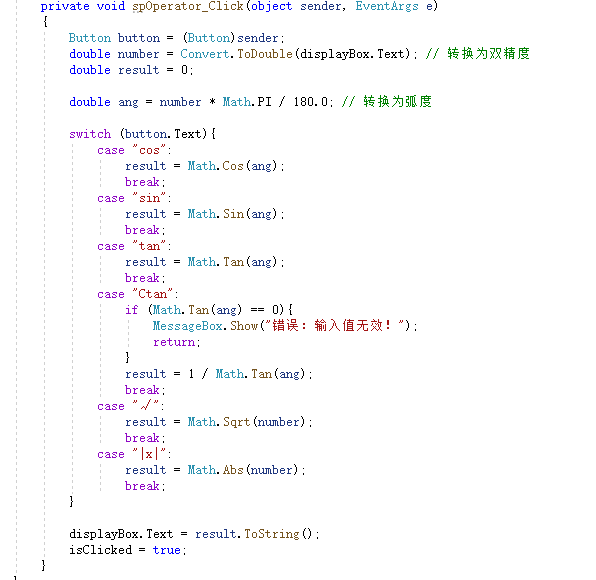 private void spOperator_Click(object sender, EventArgs e)
{
Button button = (Button)sender;
double number = Convert.ToDouble(displayBox.Text); // 转换为双精度
double result = 0;
double ang = number * Math.PI / 180.0; // 转换为弧度
switch (button.Text){
case "cos":
result = Math.Cos(ang);
break;
case "sin":
result = Math.Sin(ang);
break;
case "tan":
result = Math.Tan(ang);
break;
case "Ctan":
if (Math.Tan(ang) == 0){
MessageBox.Show("错误：输入值无效！");
return;
}
result = 1 / Math.Tan(ang);
break;
case "√":
result = Math.Sqrt(number);
break;
case "|x|":
result = Math.Abs(number);
break;
}
displayBox.Text = result.ToString();
isClicked = true;
}